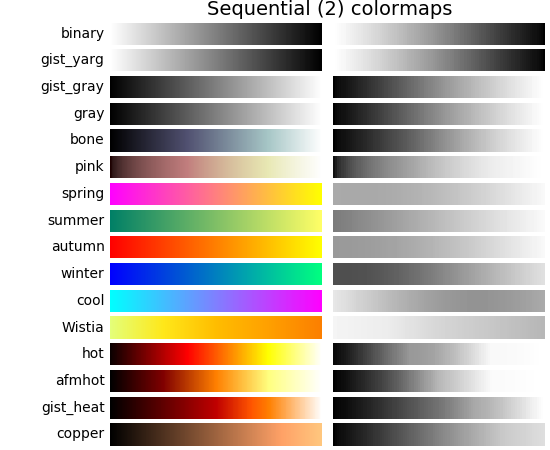 Sequential (2) colormaps
binary
gist_yarg
gist_gray
gray
bone
pink
spring
summer
autumn
winter
cool
Wistia
hot
afmhot
gist_heat
copper